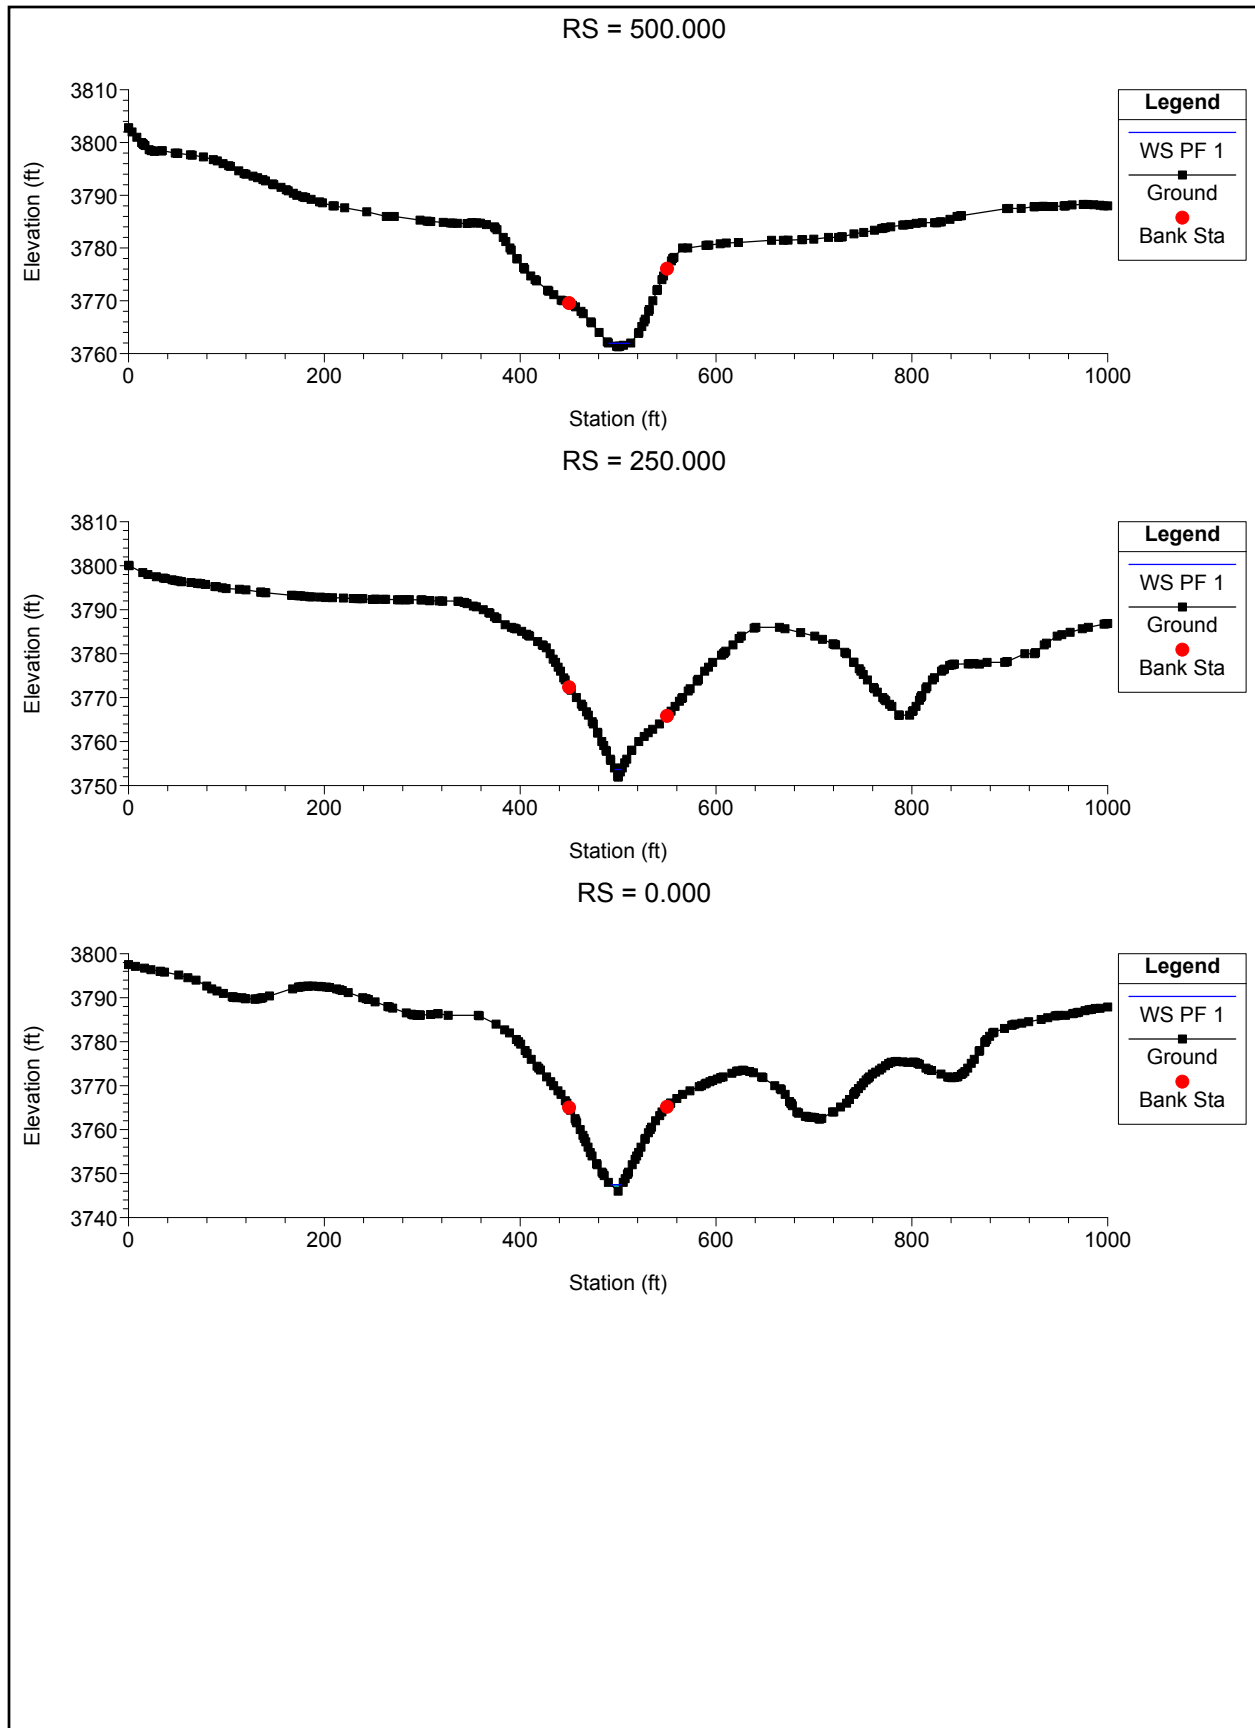 RS = 500.000
3810
3800
3790
3780
3770
3760
Elevation (ft)
0 200 400 600 800 1000
Station (ft)
Legend
WS PF 1
Ground
Bank Sta
RS = 250.000
3810
3800
3790
3780
3770
3760
3750
Elevation (ft)
0 200 400 600 800 1000
Station (ft)
Legend
WS PF 1
Ground
Bank Sta
RS = 0.000
3800
3790
3780
3770
3760
3750
3740
Elevation (ft)
0 200 400 600 800 1000
Station (ft)
Legend
WS PF 1
Ground
Bank Sta